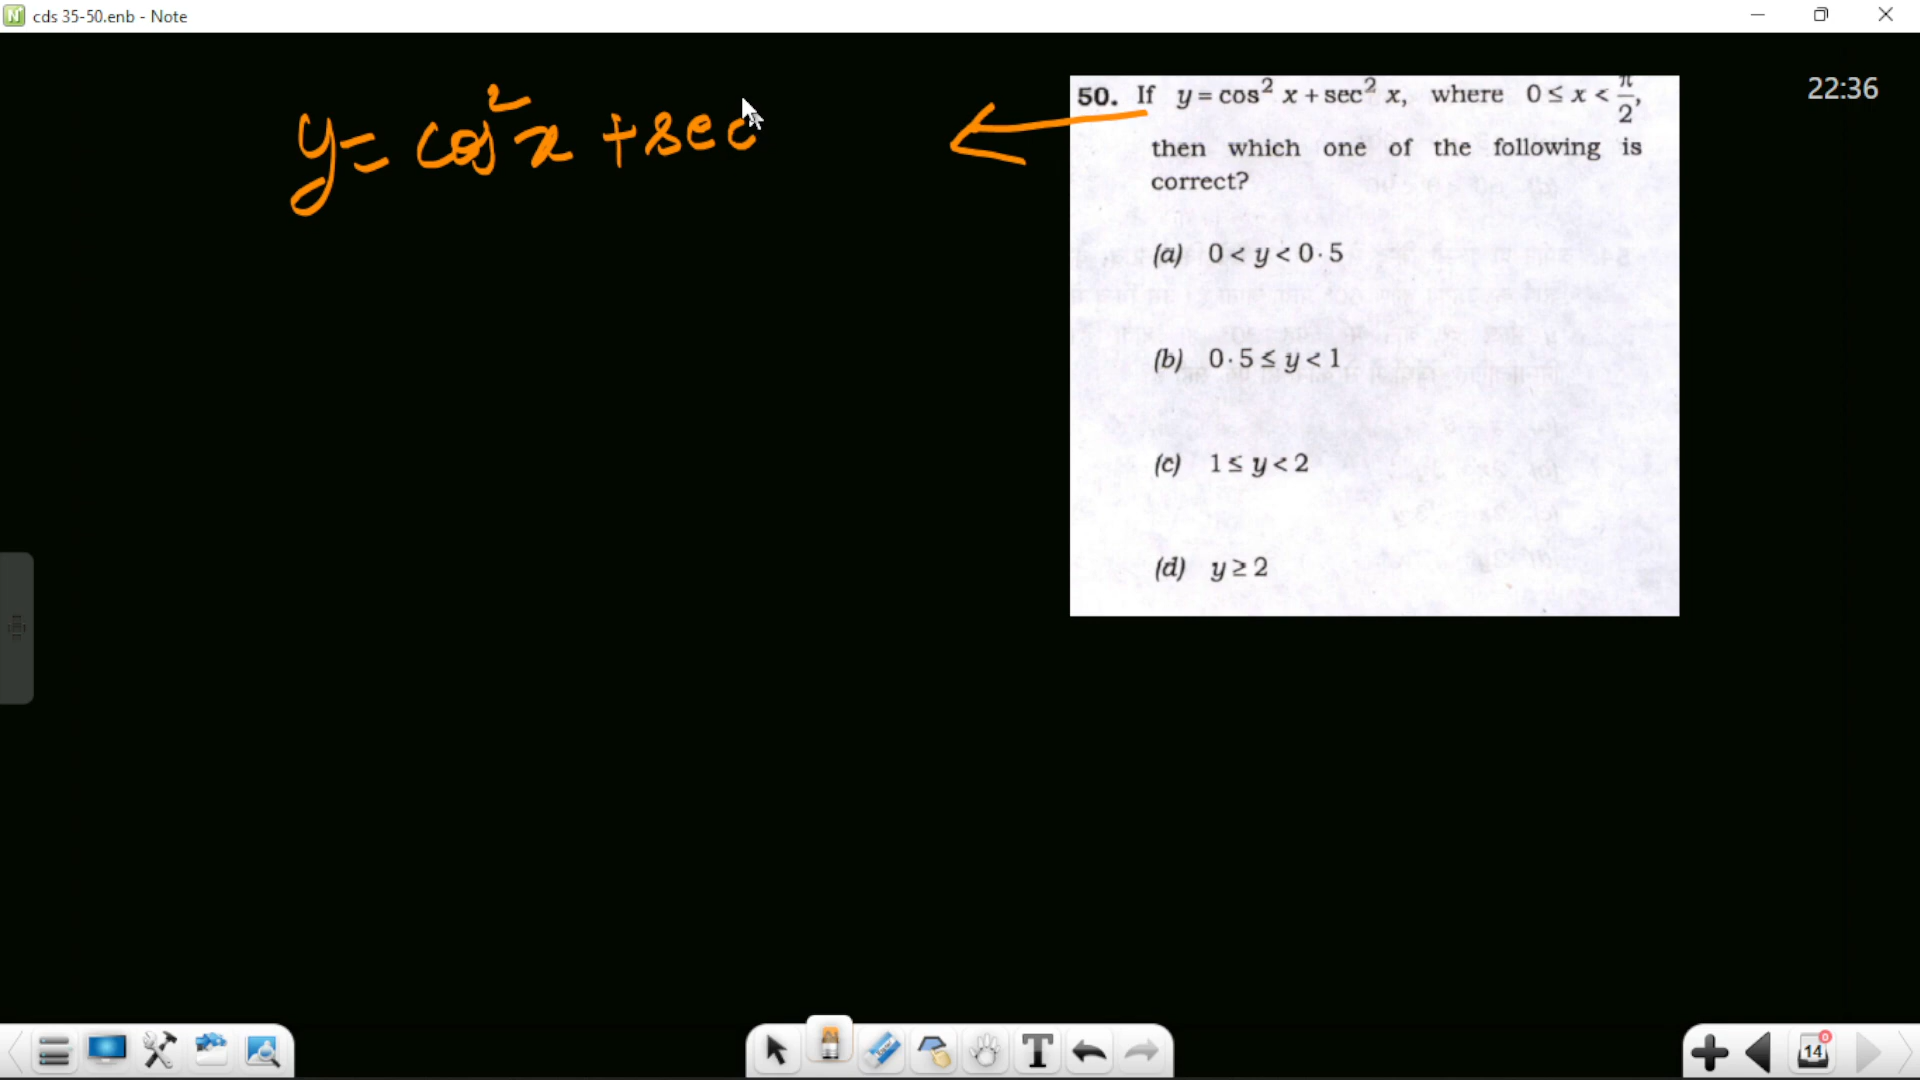 cds 35-50.enb - Note
y = cos²x + sec
22:36
50. If y = cos² x + sec² x, where 0 ≤ x < π/2,
then which one of the following is
correct?
(a) 0 < y < 0·5
(b) 0·5 ≤ y < 1
(c) 1 ≤ y < 2
(d) y ≥ 2
T
14
0